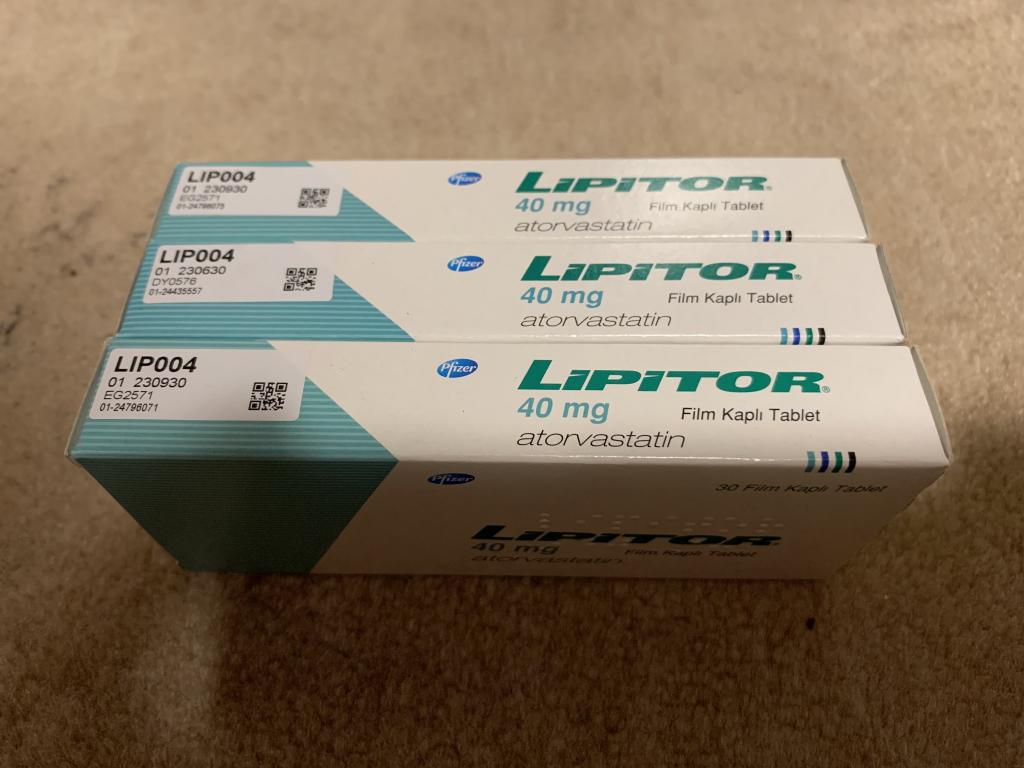 LIP004
01 230930
EG2571
01-24796075
Pfizer
LIPITOR®
40 mg Film Kaplı Tablet
atorvastatin
LIP004
01 230630
DY0576
01-24435557
Pfizer
LIPITOR®
40 mg Film Kaplı Tablet
atorvastatin
LIP004
01 230930
EG2571
01-24796071
Pfizer
LIPITOR®
40 mg Film Kaplı Tablet
atorvastatin
Pfizer
30 Film Kaplı Tablet
LIPITOR®
40 mg Film Kaplı Tablet
atorvastatin